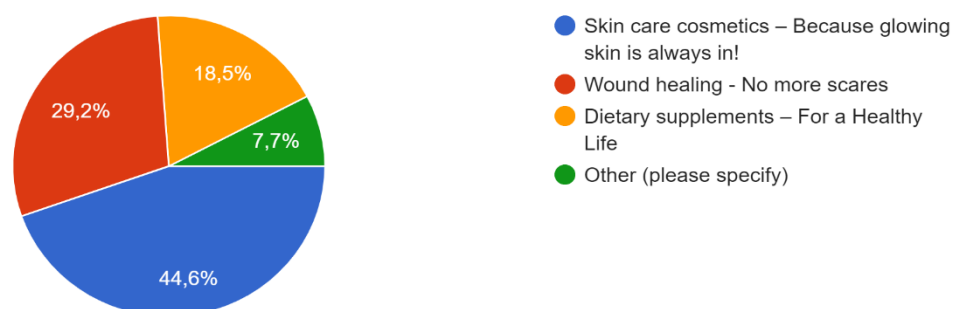 18,5%
29,2%
7,7%
44,6%
Skin care cosmetics – Because glowing
skin is always in!
Wound healing - No more scares
Dietary supplements – For a Healthy
Life
Other (please specify)